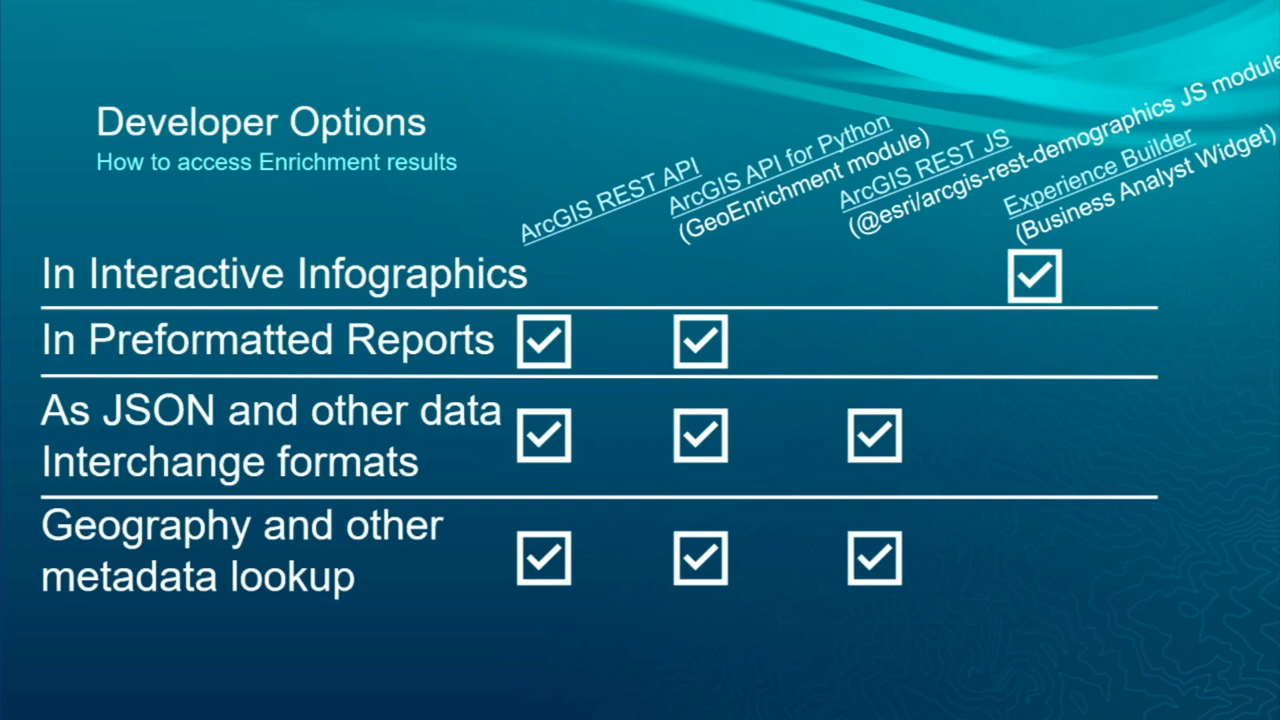 Developer Options
How to access Enrichment results
ArcGIS REST API
ArcGIS API for Python
(GeoEnrichment module)
ArcGIS REST JS
(@esri/arcgis-rest-demographics JS module
Experience Builder
(Business Analyst Widget)
In Interactive Infographics
In Preformatted Reports
As JSON and other data
Interchange formats
Geography and other
metadata lookup